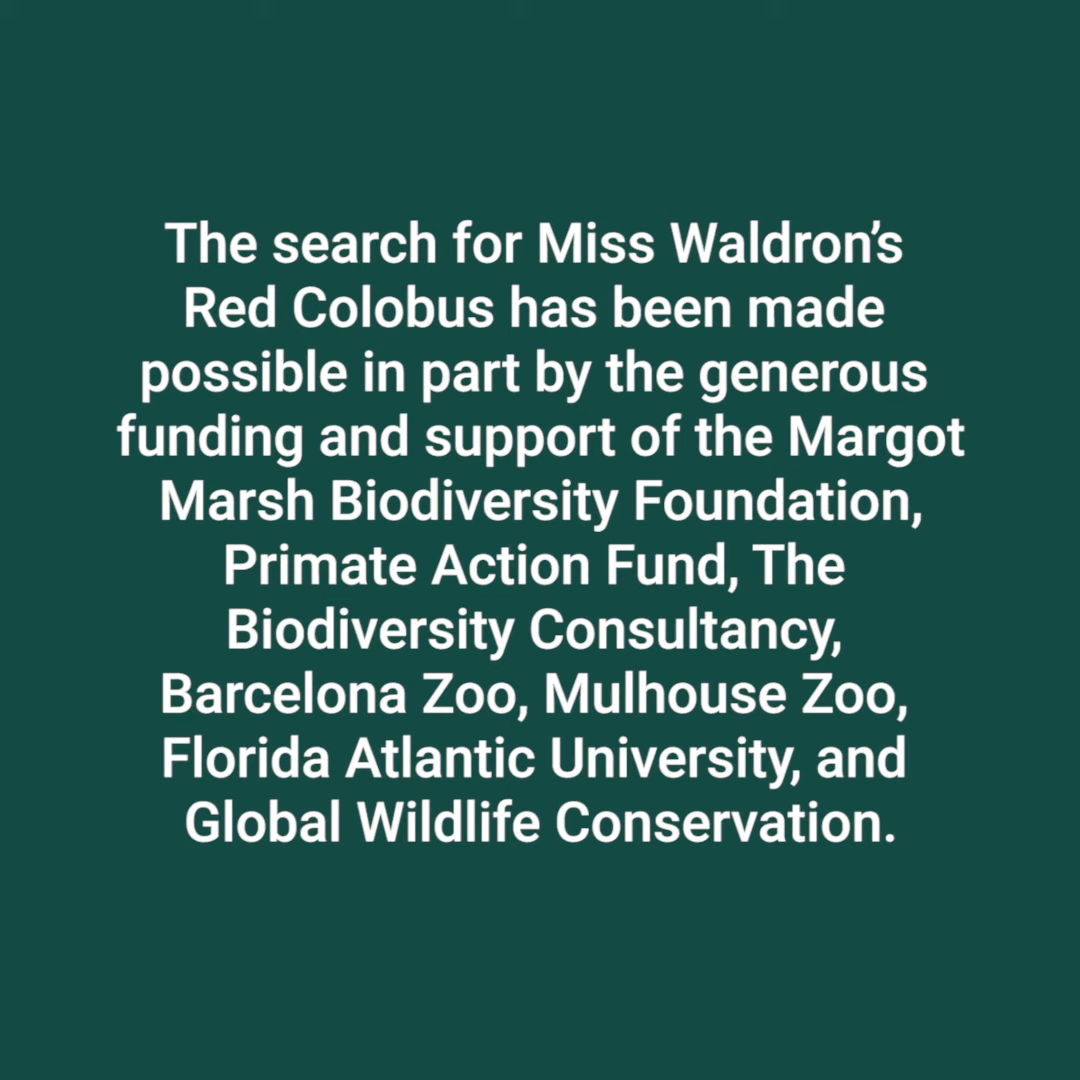 The search for Miss Waldron’s
Red Colobus has been made
possible in part by the generous
funding and support of the Margot
Marsh Biodiversity Foundation,
Primate Action Fund, The
Biodiversity Consultancy,
Barcelona Zoo, Mulhouse Zoo,
Florida Atlantic University, and
Global Wildlife Conservation.